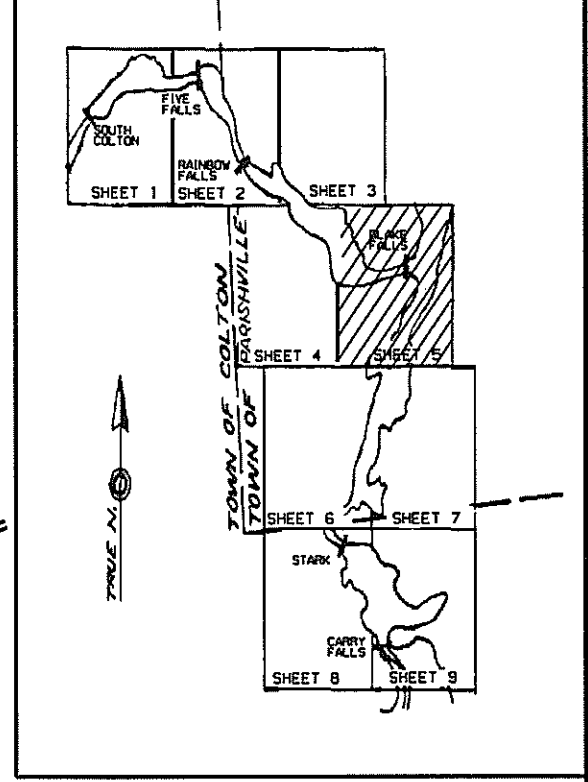 FIVE
FALLS
SOUTH
COLTON
RAINBOW
FALLS
SHEET 1
SHEET 2
SHEET 3
BLAKE
FALLS
TOWN OF COLTON
TOWN OF PARISHVILLE
SHEET 4
SHEET 5
TRUE N.
SHEET 6
SHEET 7
STARK
CARRY
FALLS
SHEET 8
SHEET 9